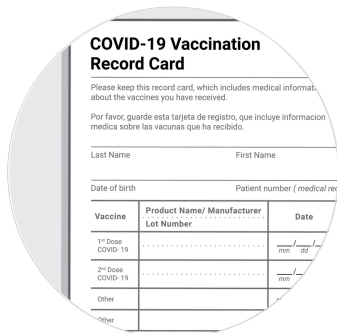 COVID-19 Vaccination
Record Card
Please keep this record card, which includes medical
about the vaccines you have received.
Por favor, guarde esta tarjeta de registro, que incluye informacion
medica sobre las vacunas que ha recibido.
Last Name First Name
Date of birth Patient number ( medical
Vaccine Product Name/ Manufacturer Date
Lot Number
1st Dose
COVID- 19
mm / dd /
2nd Dose
COVID- 19
mm /
Other
Other